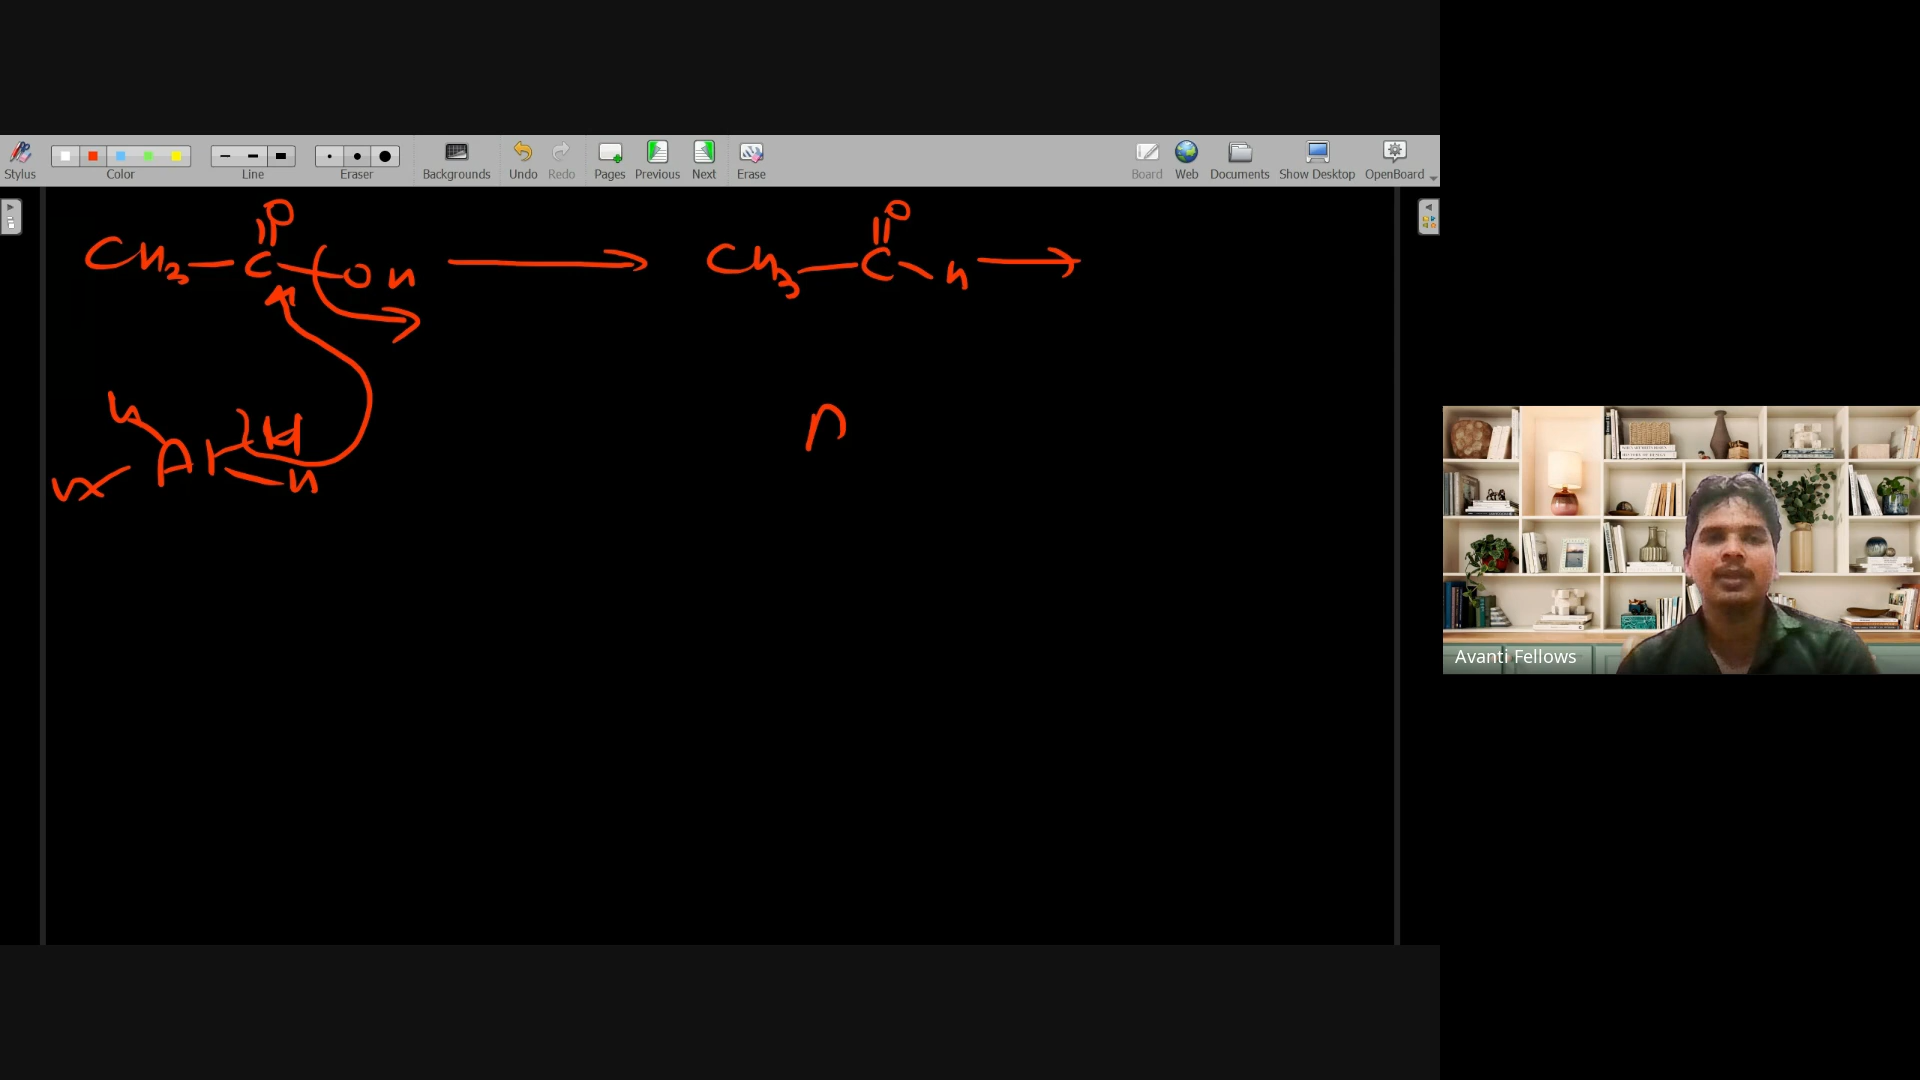 Stylus Color Line Eraser Backgrounds Undo Redo Pages Previous Next Erase Board Web Documents Show Desktop OpenBoard
O O
CH3 — C — OH → CH3 — C — H →
H
Al H
H
Avanti Fellows